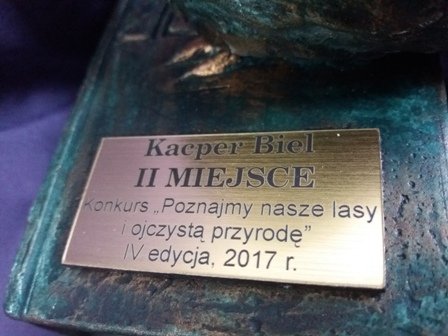 Kacper Biel
II MIEJSCE
Konkurs „Poznajmy nasze lasy
i ojczystą przyrodę"
IV edycja, 2017 r.